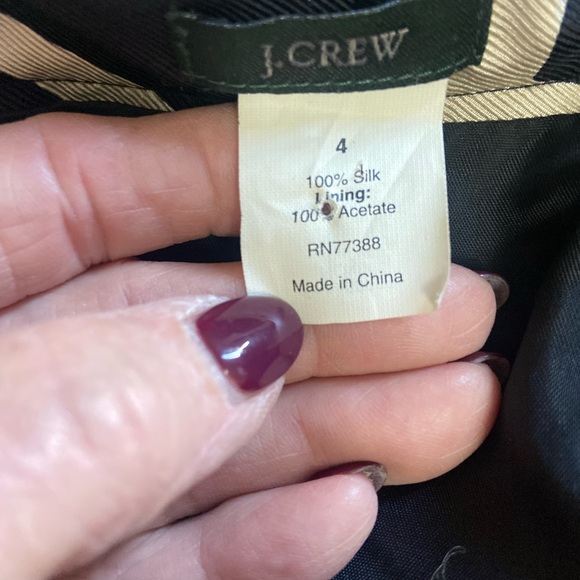 J.CREW
4
100% Silk
Lining:
100% Acetate
RN77388
Made in China